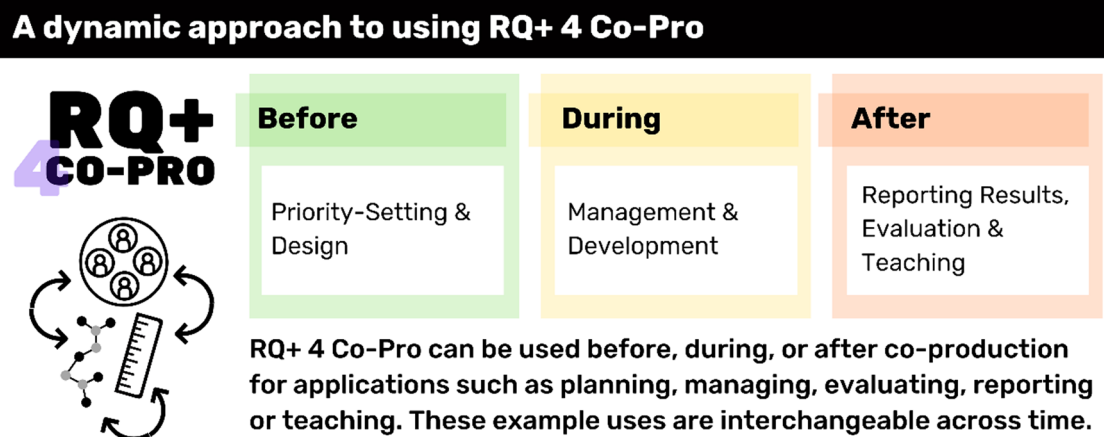 A dynamic approach to using RQ+ 4 Co-Pro
RQ+
4 CO-PRO
Before
Priority-Setting &
Design
During
Management &
Development
After
Reporting Results,
Evaluation &
Teaching
RQ+ 4 Co-Pro can be used before, during, or after co-production
for applications such as planning, managing, evaluating, reporting
or teaching. These example uses are interchangeable across time.